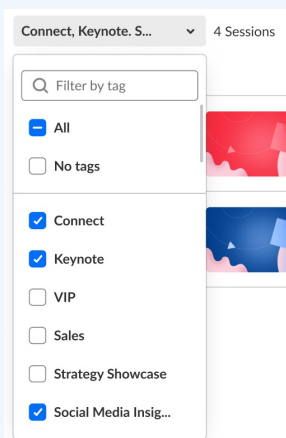 Connect, Keynote. S... 4 Sessions
Filter by tag
All
No tags
Connect
Keynote
VIP
Sales
Strategy Showcase
Social Media Insig...